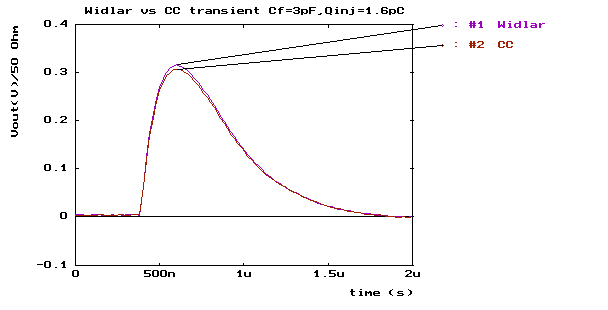 Widlar vs CC transient Cf=3pF,Qinj=1.6pC
: #1 Widlar
: #2 CC
Vout(V)/50 Ohm
0.4
0.3
0.2
0.1
0
-0.1
0 500n 1u 1.5u 2u
time (s)